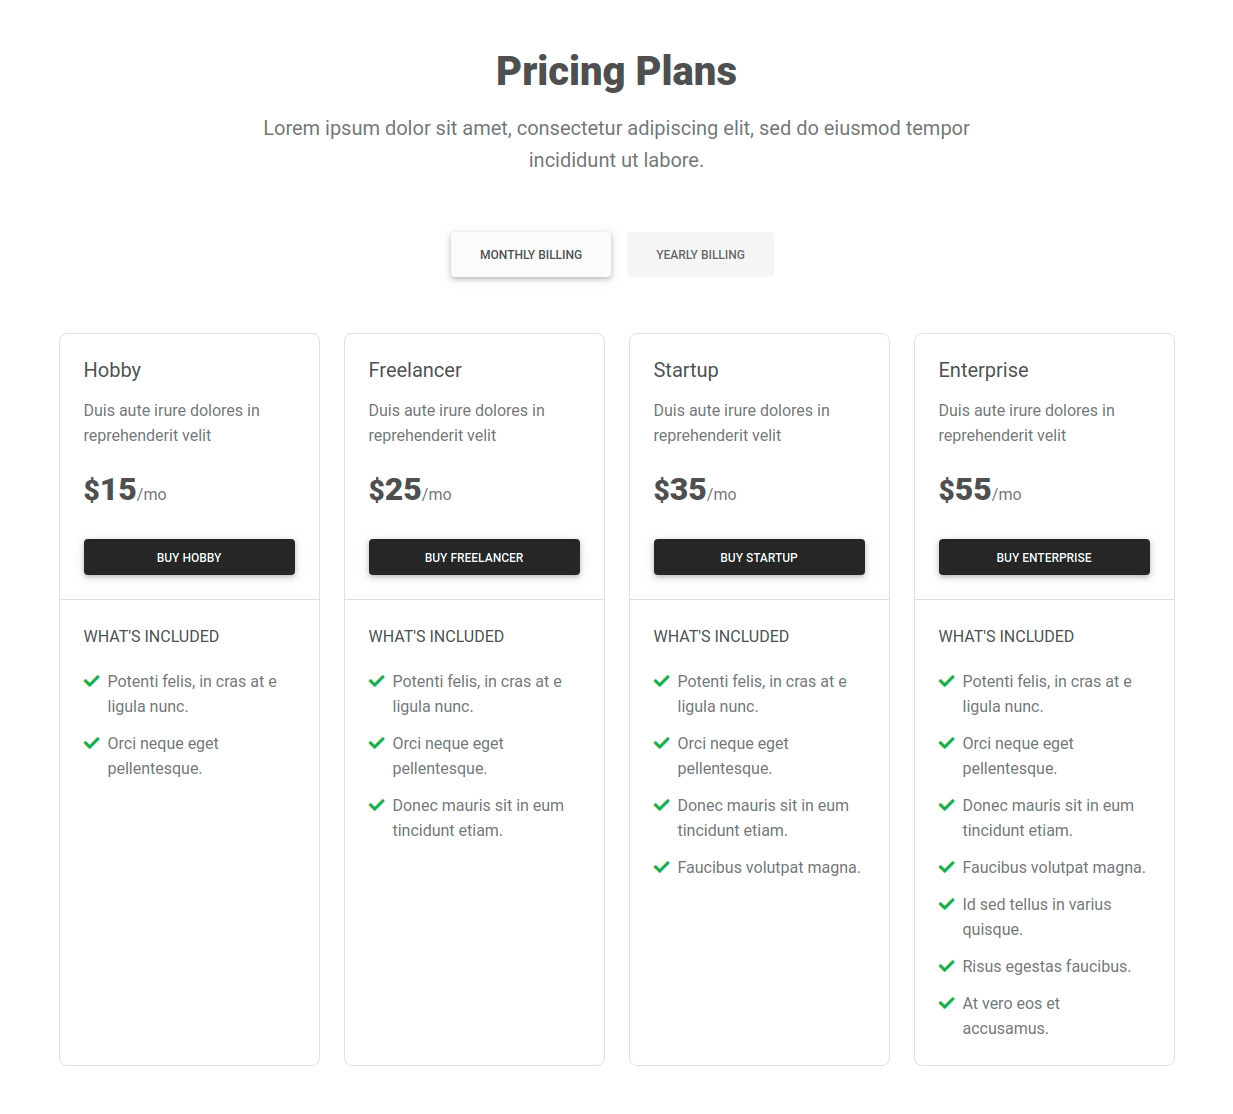 Pricing Plans
Lorem ipsum dolor sit amet, consectetur adipiscing elit, sed do eiusmod tempor
incididunt ut labore.
MONTHLY BILLING
YEARLY BILLING
Hobby
Duis aute irure dolores in
reprehenderit velit
$15/mo
BUY HOBBY
WHAT'S INCLUDED
Potenti felis, in cras at e
ligula nunc.
Orci neque eget
pellentesque.
Freelancer
Duis aute irure dolores in
reprehenderit velit
$25/mo
BUY FREELANCER
WHAT'S INCLUDED
Potenti felis, in cras at e
ligula nunc.
Orci neque eget
pellentesque.
Donec mauris sit in eum
tincidunt etiam.
Startup
Duis aute irure dolores in
reprehenderit velit
$35/mo
BUY STARTUP
WHAT'S INCLUDED
Potenti felis, in cras at e
ligula nunc.
Orci neque eget
pellentesque.
Donec mauris sit in eum
tincidunt etiam.
Faucibus volutpat magna.
Enterprise
Duis aute irure dolores in
reprehenderit velit
$55/mo
BUY ENTERPRISE
WHAT'S INCLUDED
Potenti felis, in cras at e
ligula nunc.
Orci neque eget
pellentesque.
Donec mauris sit in eum
tincidunt etiam.
Faucibus volutpat magna.
Id sed tellus in varius
quisque.
Risus egestas faucibus.
At vero eos et
accusamus.